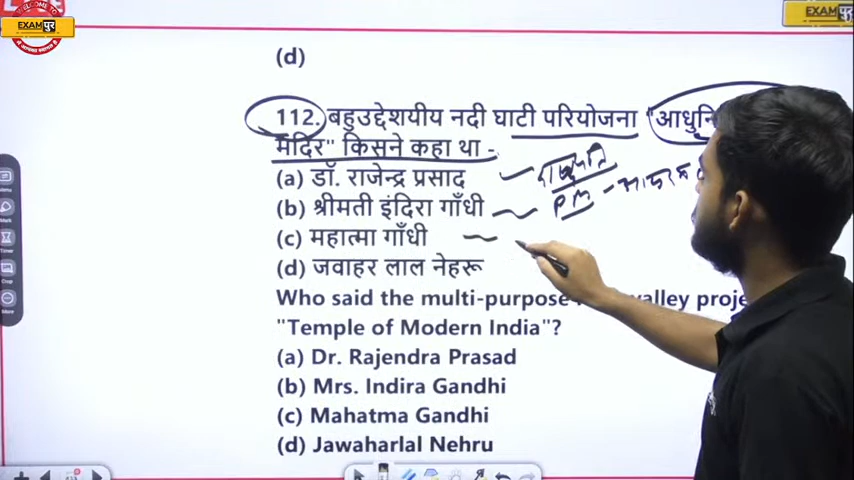 EXAM पुर
EXAM पुर
(d)
112. बहुउद्देशयीय नदी घाटी परियोजना "आधुनि
मंदिर" किसने कहा था -
(a) डॉ. राजेन्द्र प्रसाद
(b) श्रीमती इंदिरा गाँधी
PM -
(c) महात्मा गाँधी
(d) जवाहर लाल नेहरू
Who said the multi-purpose valley proje
"Temple of Modern India"?
(a) Dr. Rajendra Prasad
(b) Mrs. Indira Gandhi
(c) Mahatma Gandhi
(d) Jawaharlal Nehru